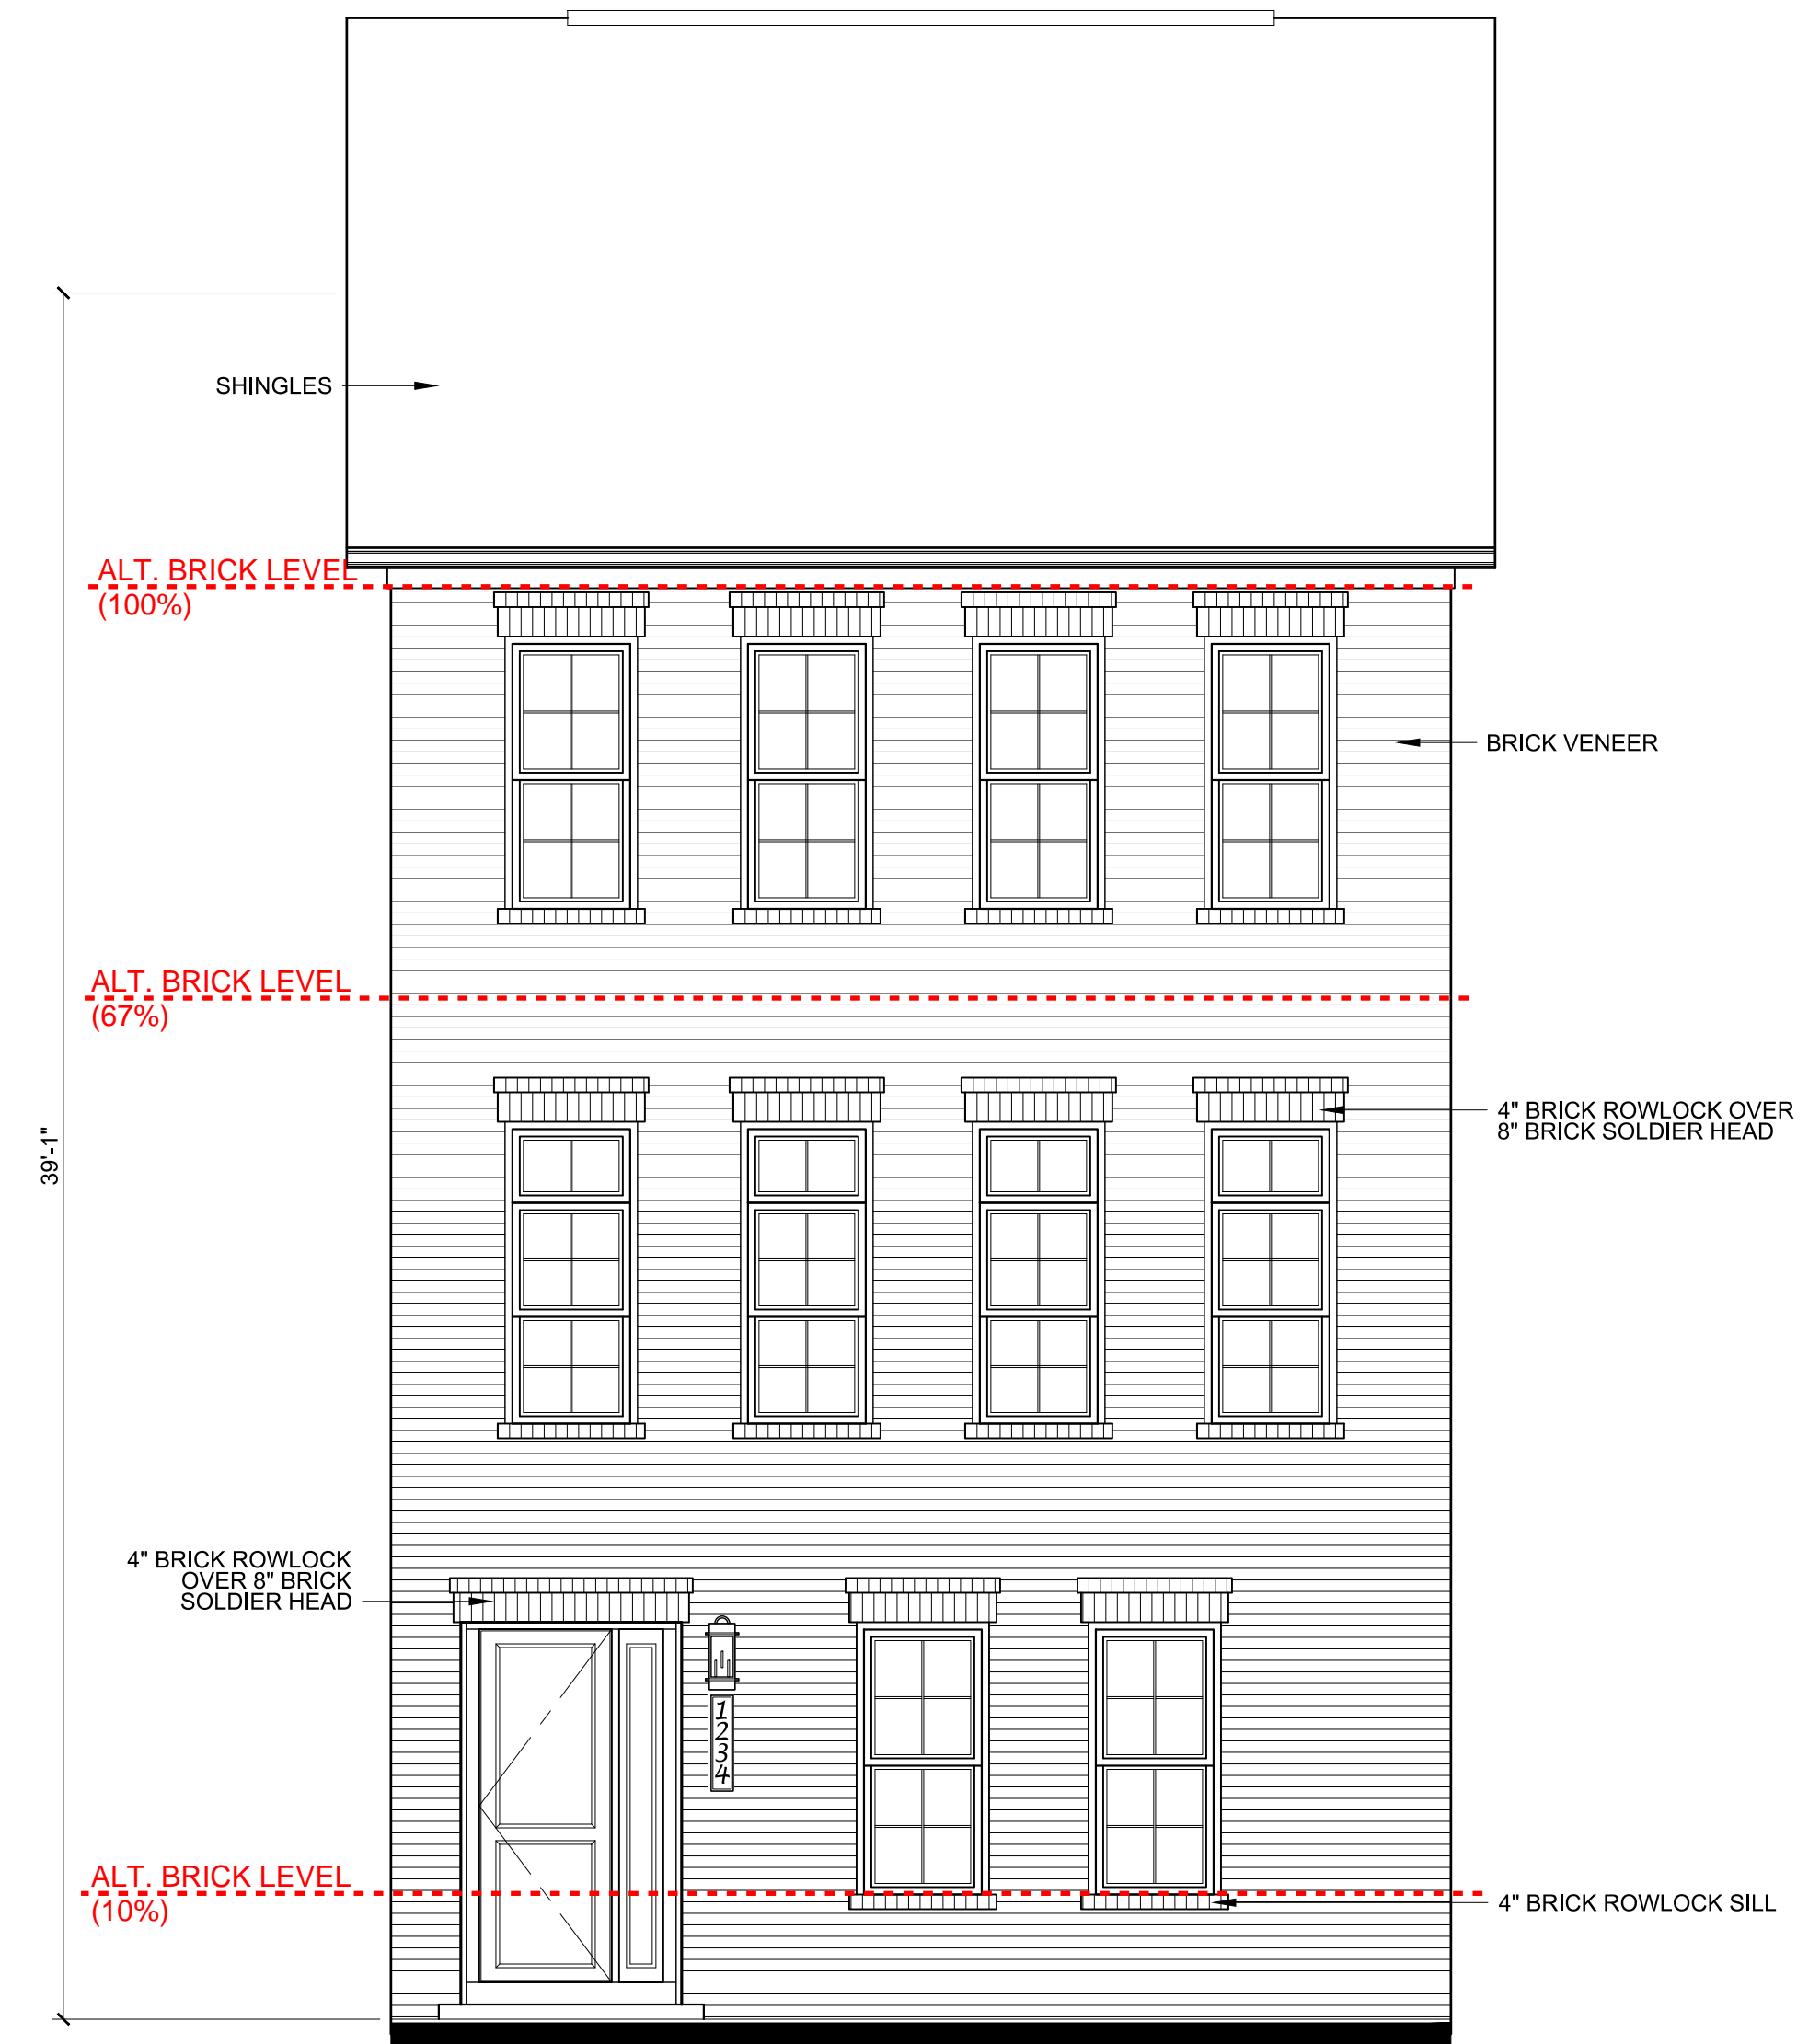 SHINGLES
ALT. BRICK LEVEL
(100%)
BRICK VENEER
ALT. BRICK LEVEL
(67%)
4" BRICK ROWLOCK OVER
8" BRICK SOLDIER HEAD
39'-1"
4" BRICK ROWLOCK
OVER 8" BRICK
SOLDIER HEAD
1
2
3
4
ALT. BRICK LEVEL
(10%)
4" BRICK ROWLOCK SILL